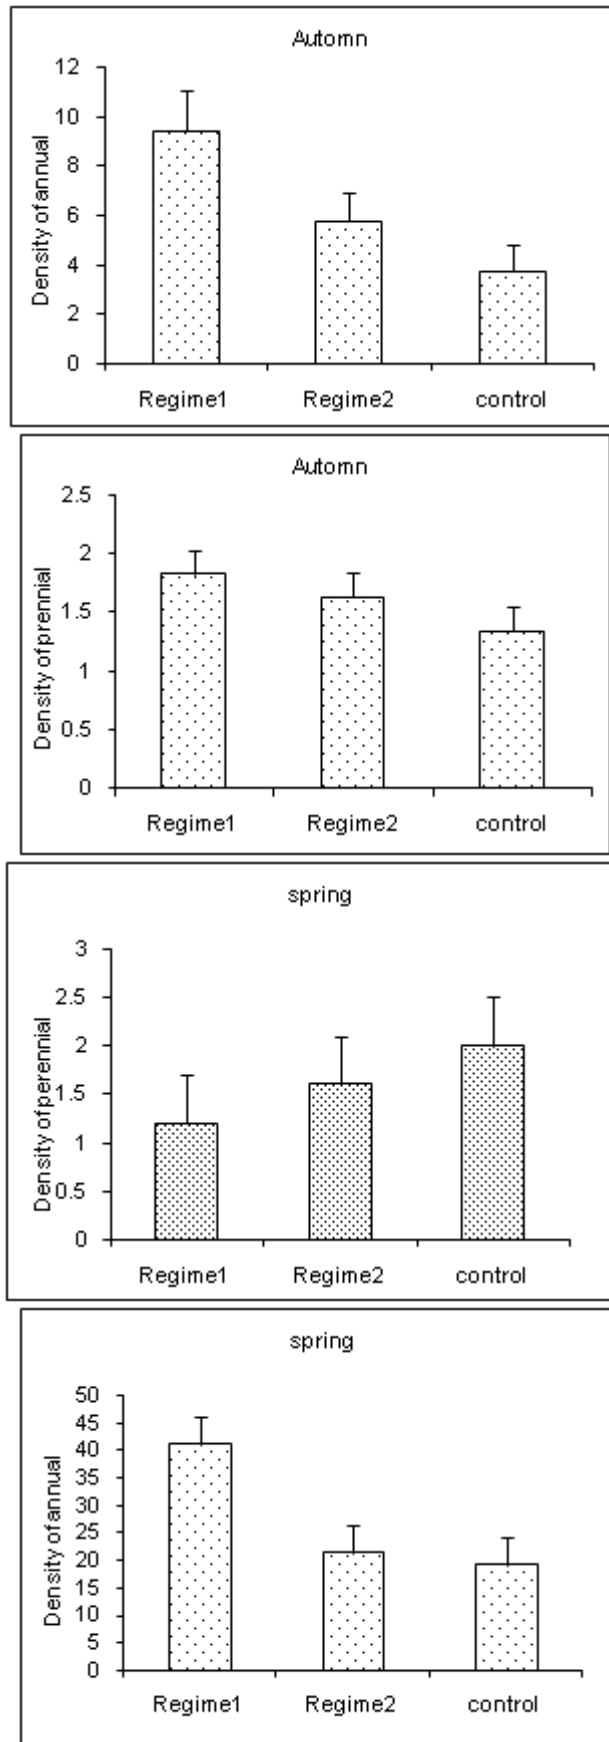 Automn
12
10
8
6
4
2
0
Density of annual
Regime1 Regime2 control
Automn
2.5
2
1.5
1
0.5
0
Density of prennial
Regime1 Regime2 control
spring
3
2.5
2
1.5
1
0.5
0
Density of perennial
Regime1 Regime2 control
spring
50
45
40
35
30
25
20
15
10
5
0
Density of annual
Regime1 Regime2 control